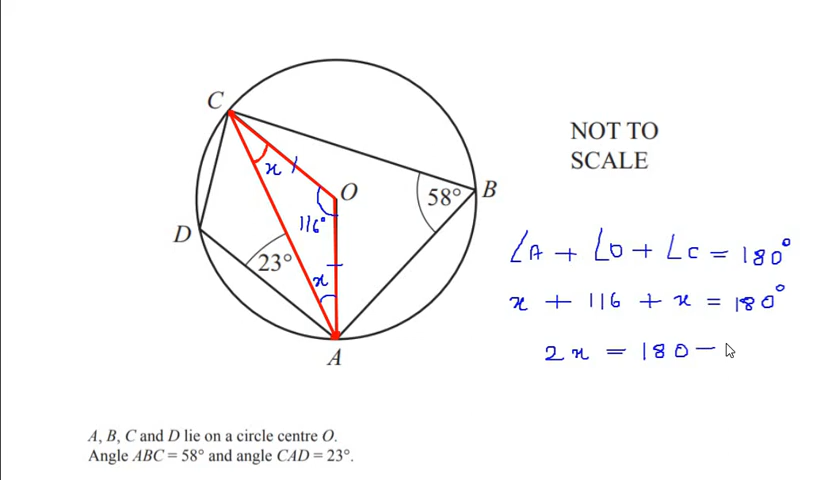 C
NOT TO
SCALE
x
O
58°
B
116°
D
23°
x
∠A + ∠O + ∠C = 180°
x + 116 + x = 180°
2x = 180 −
A
A, B, C and D lie on a circle centre O.
Angle ABC = 58° and angle CAD = 23°.